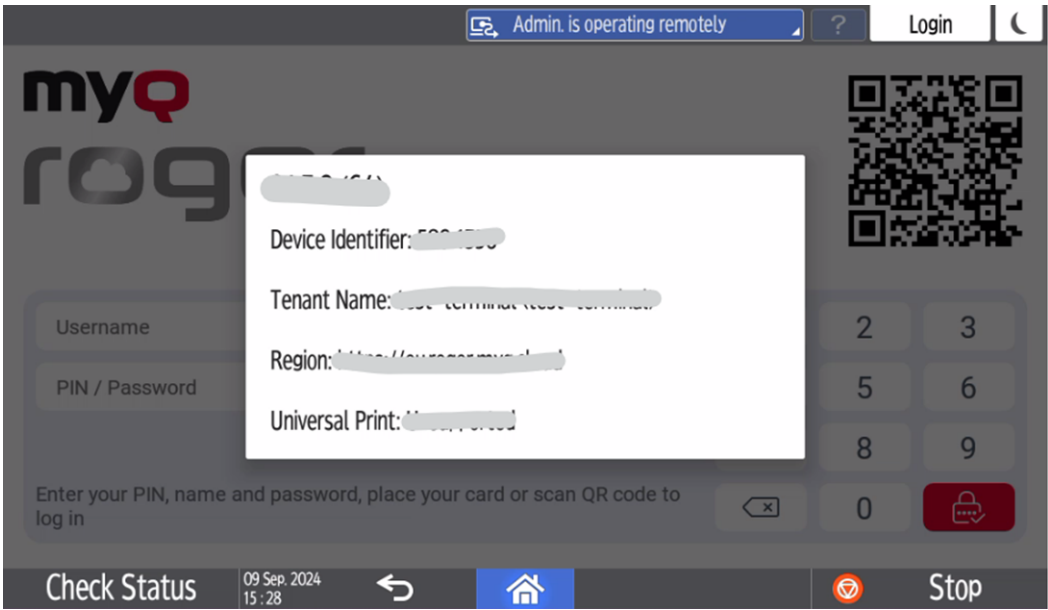 Admin. is operating remotely
?
Login
myQ
Device Identifier:
Tenant Name:
Region:
Universal Print:
Username
2 3
PIN / Password
5 6
8 9
Enter your PIN, name and password, place your card or scan QR code to
log in
0
Check Status
09 Sep. 2024
15 : 28
Stop